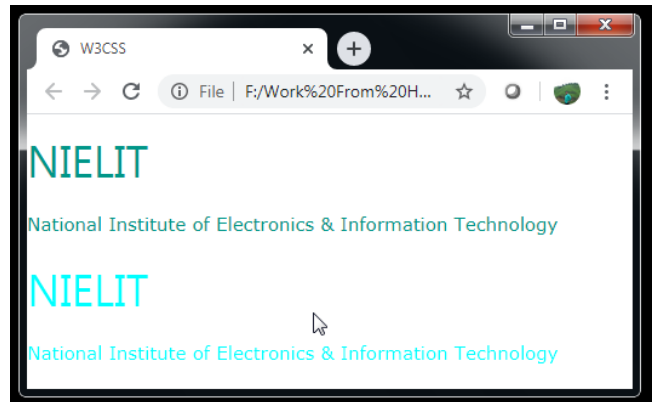 W3CSS
File | F:/Work%20From%20H...
NIELIT
National Institute of Electronics & Information Technology
NIELIT
National Institute of Electronics & Information Technology